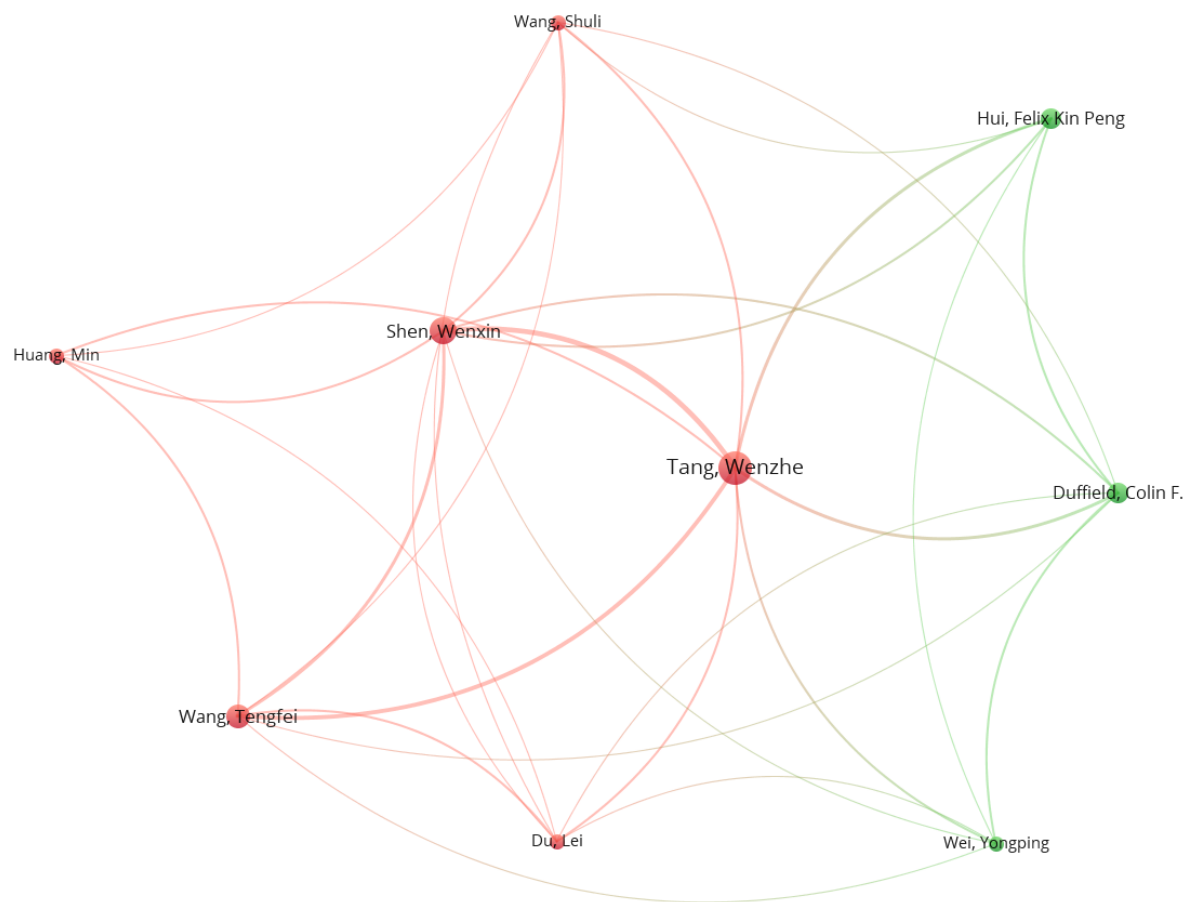 Wang, Shuli
Hui, Felix Kin Peng
Shen, Wenxin
Huang, Min
Tang, Wenzhe
Duffield, Colin F.
Wang, Tengfei
Du, Lei
Wei, Yongping